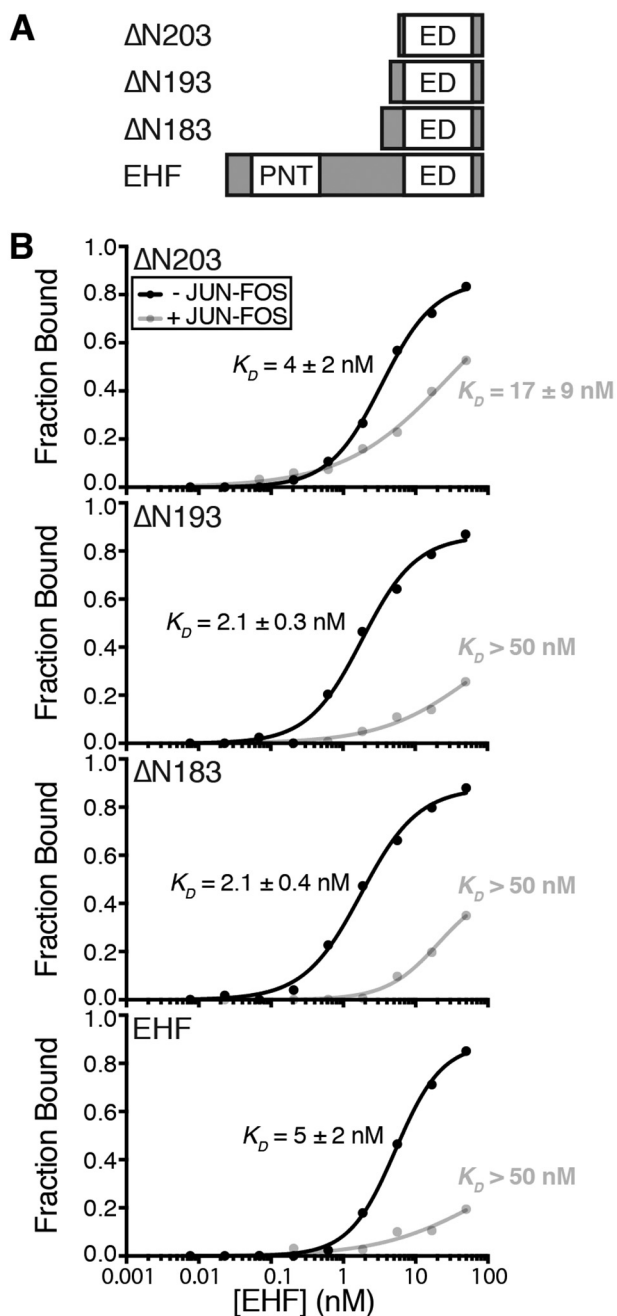 A
ΔN203 ED
ΔN193 ED
ΔN183 ED
EHF PNT ED
B
ΔN203
Fraction Bound
1.0
0.8
0.6
0.4
0.2
0.0
- JUN-FOS
+ JUN-FOS
K_D = 4 ± 2 nM
K_D = 17 ± 9 nM
ΔN193
Fraction Bound
1.0
0.8
0.6
0.4
0.2
0.0
K_D = 2.1 ± 0.3 nM
K_D > 50 nM
ΔN183
Fraction Bound
1.0
0.8
0.6
0.4
0.2
0.0
K_D = 2.1 ± 0.4 nM
K_D > 50 nM
EHF
Fraction Bound
1.0
0.8
0.6
0.4
0.2
0.0
K_D = 5 ± 2 nM
K_D > 50 nM
0.001 0.01 0.1 1 10 100
[EHF] (nM)